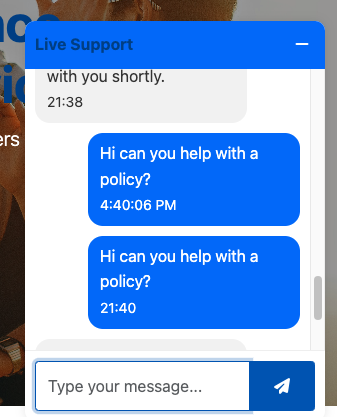 Live Support
with you shortly.
21:38
Hi can you help with a
policy?
4:40:06 PM
Hi can you help with a
policy?
21:40
ers
Type your message...